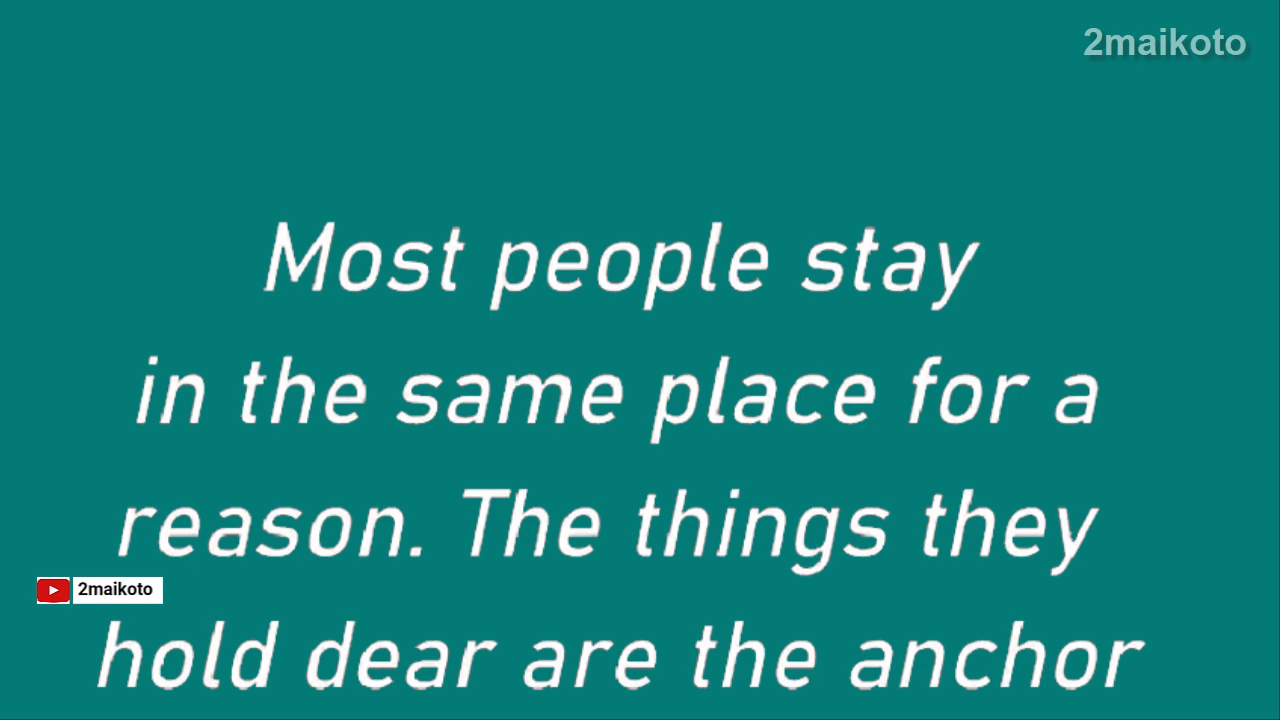 2maikoto
Most people stay
in the same place for a
reason. The things they
2maikoto
hold dear are the anchor